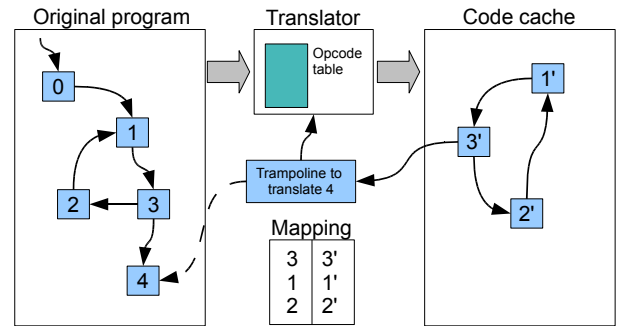 Original program
Translator
Code cache
Opcode
table
0
1
2
3
4
Trampoline to
translate 4
1'
3'
2'
Mapping
3 3'
1 1'
2 2'